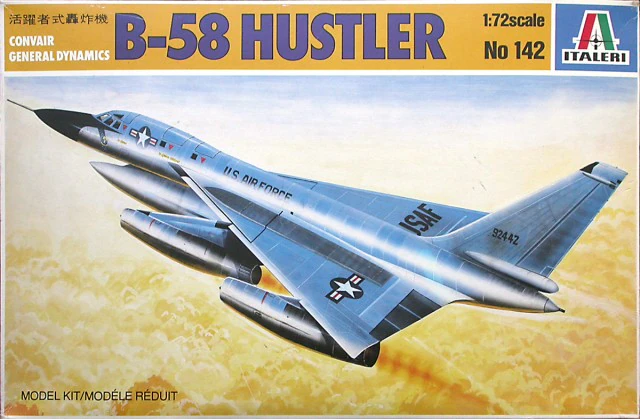 活躍者式轟炸機
CONVAIR
GENERAL DYNAMICS
B-58 HUSTLER
1:72scale
No 142
ITALERI
U.S. AIR FORCE
USAF
92442
MODEL KIT/MODÈLE RÉDUIT